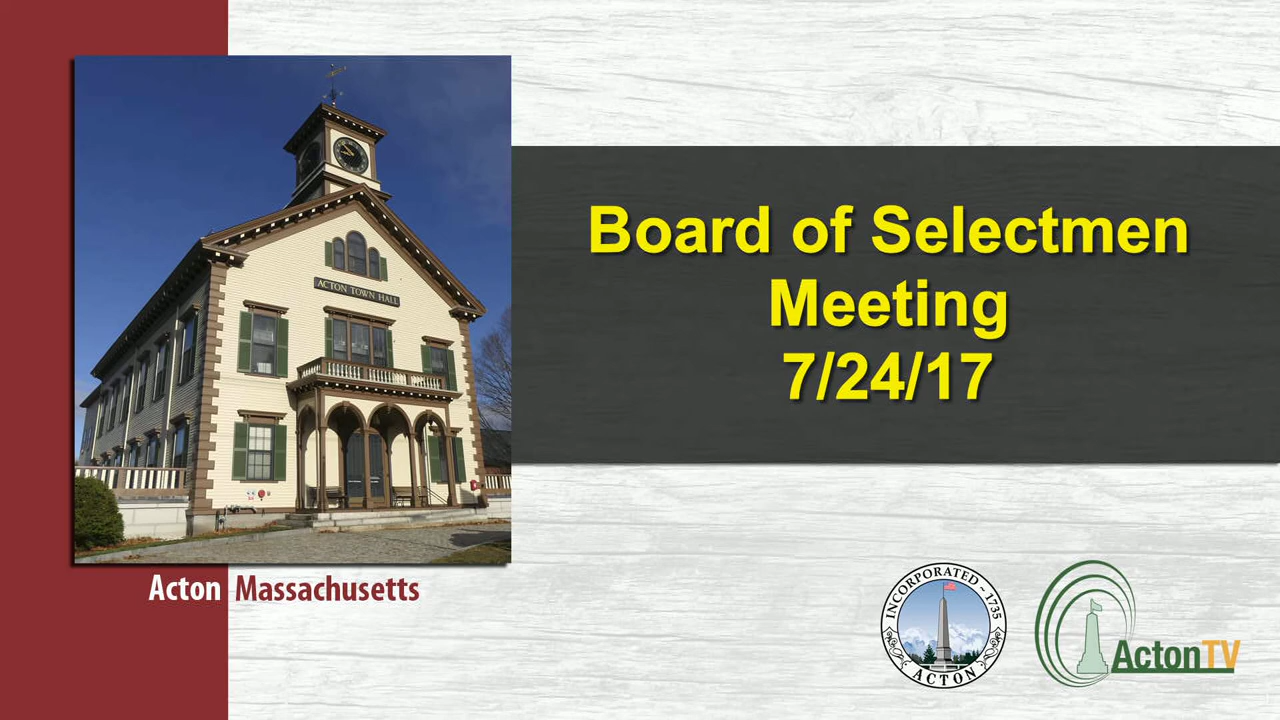 ACTON TOWN HALL
Board of Selectmen
Meeting
7/24/17
Acton Massachusetts
INCORPORATED - 1735
ACTON
ActonTV